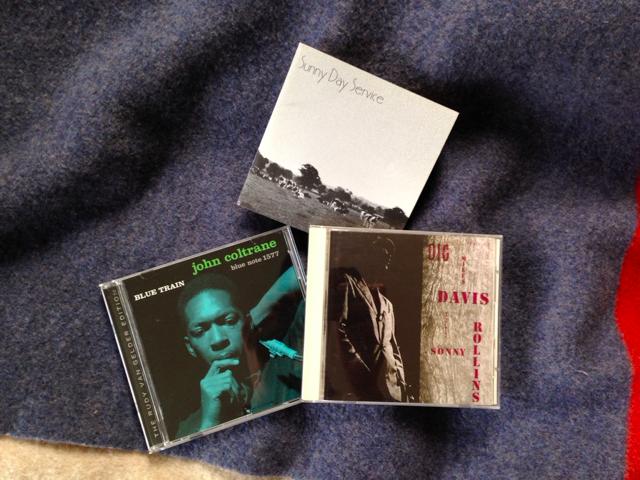 Sunny Day Service
john coltrane
blue note 1577
BLUE TRAIN
THE RUDY VAN GELDER EDITION
DIG
MILES
DAVIS
SONNY
ROLLINS